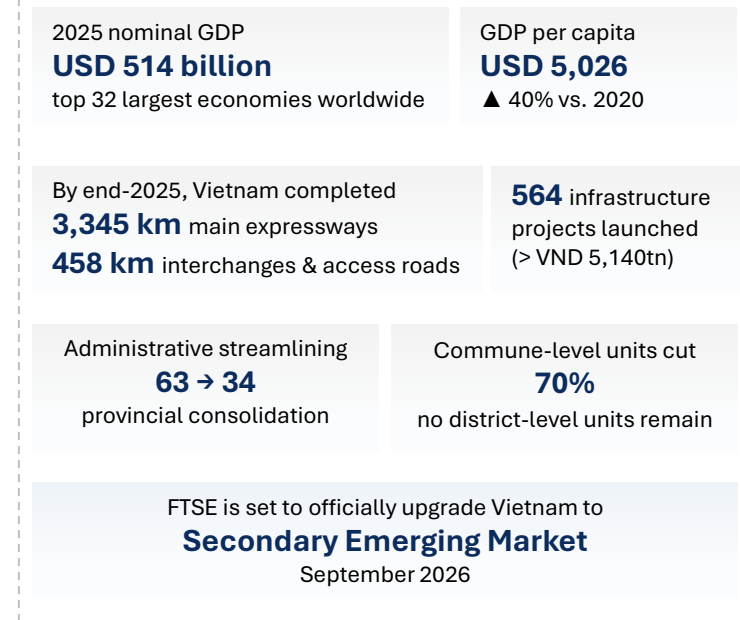 2025 nominal GDP
USD 514 billion
top 32 largest economies worldwide
GDP per capita
USD 5,026
▲ 40% vs. 2020
By end-2025, Vietnam completed
3,345 km main expressways
458 km interchanges & access roads
564 infrastructure
projects launched
(> VND 5,140tn)
Administrative streamlining
63 → 34
provincial consolidation
Commune-level units cut
70%
no district-level units remain
FTSE is set to officially upgrade Vietnam to
Secondary Emerging Market
September 2026